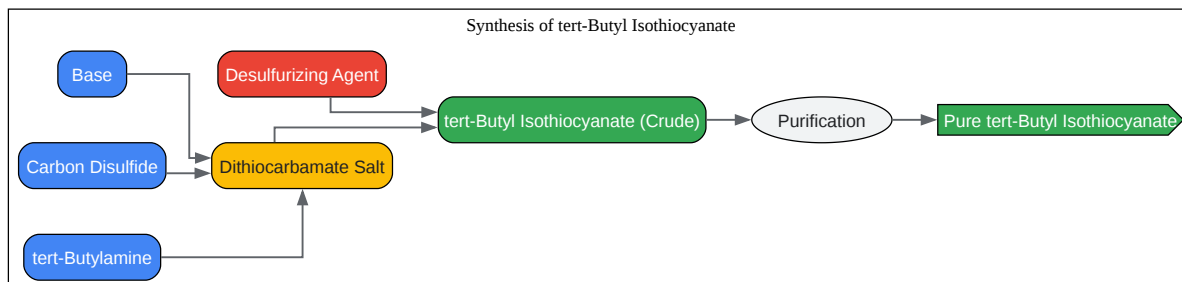 Synthesis of tert-Butyl Isothiocyanate
Base
Desulfurizing Agent
tert-Butyl Isothiocyanate (Crude)
Purification
Pure tert-Butyl Isothiocyanate
Carbon Disulfide
Dithiocarbamate Salt
tert-Butylamine